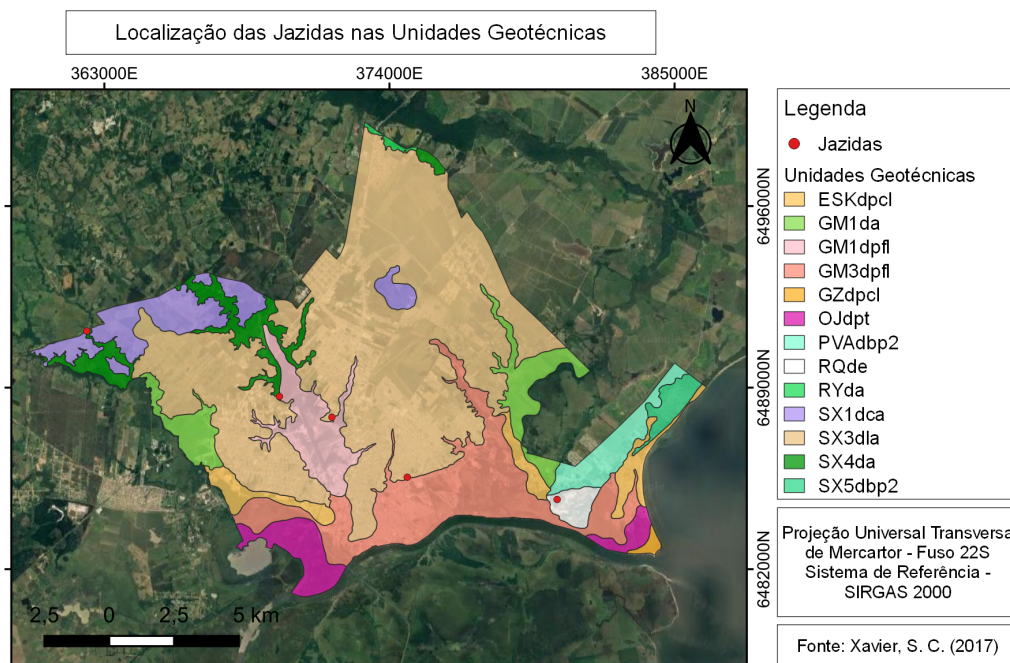 Localização das Jazidas nas Unidades Geotécnicas
363000E
374000E
385000E
N
6496000N
6489000N
6482000N
2,5 0 2,5 5 km
Legenda
Jazidas
Unidades Geotécnicas
ESKdpcl
GM1da
GM1dpfl
GM3dpfl
GZdpcl
OJdpt
PVAdbp2
RQde
RYda
SX1dca
SX3dla
SX4da
SX5dbp2
Projeção Universal Transversa
de Mercartor - Fuso 22S
Sistema de Referência -
SIRGAS 2000
Fonte: Xavier, S. C. (2017)